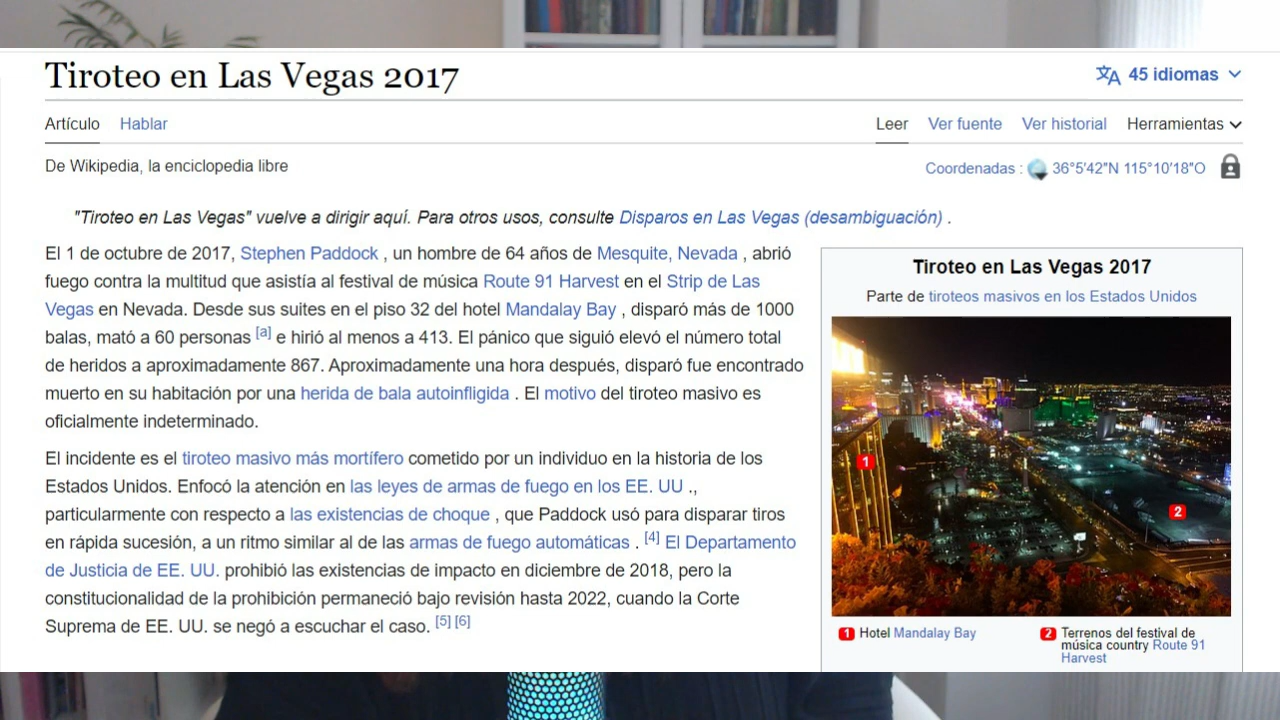 Tiroteo en Las Vegas 2017
45 idiomas
Artículo Hablar
Leer Ver fuente Ver historial Herramientas
De Wikipedia, la enciclopedia libre
Coordenadas : 36°5′42″N 115°10′18″O
"Tiroteo en Las Vegas" vuelve a dirigir aquí. Para otros usos, consulte Disparos en Las Vegas (desambiguación) .
El 1 de octubre de 2017, Stephen Paddock , un hombre de 64 años de Mesquite, Nevada , abrió
fuego contra la multitud que asistía al festival de música Route 91 Harvest en el Strip de Las
Vegas en Nevada. Desde sus suites en el piso 32 del hotel Mandalay Bay , disparó más de 1000
balas, mató a 60 personas [a] e hirió al menos a 413. El pánico que siguió elevó el número total
de heridos a aproximadamente 867. Aproximadamente una hora después, disparó fue encontrado
muerto en su habitación por una herida de bala autoinfligida . El motivo del tiroteo masivo es
oficialmente indeterminado.
El incidente es el tiroteo masivo más mortífero cometido por un individuo en la historia de los
Estados Unidos. Enfocó la atención en las leyes de armas de fuego en los EE. UU .,
particularmente con respecto a las existencias de choque , que Paddock usó para disparar tiros
en rápida sucesión, a un ritmo similar al de las armas de fuego automáticas . [4] El Departamento
de Justicia de EE. UU. prohibió las existencias de impacto en diciembre de 2018, pero la
constitucionalidad de la prohibición permaneció bajo revisión hasta 2022, cuando la Corte
Suprema de EE. UU. se negó a escuchar el caso. [5] [6]
Tiroteo en Las Vegas 2017
Parte de tiroteos masivos en los Estados Unidos
1
2
1 Hotel Mandalay Bay
2 Terrenos del festival de
música country Route 91
Harvest